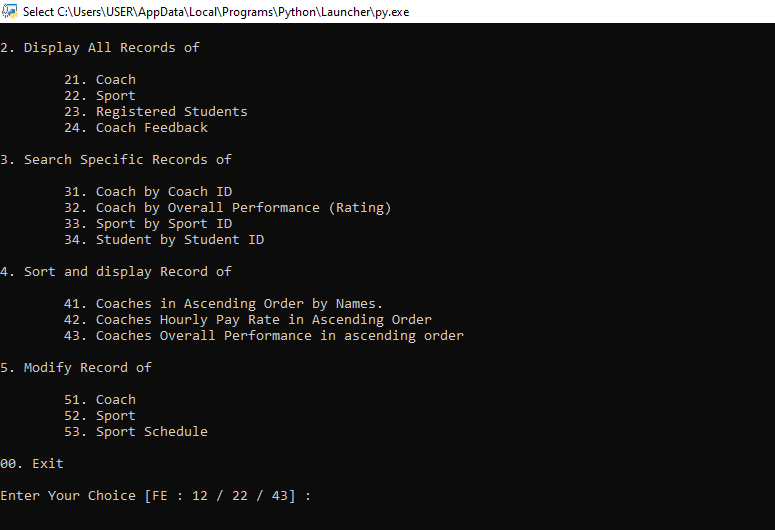 Select C:\Users\USER\AppData\Local\Programs\Python\Launcher\py.exe
2. Display All Records of
21. Coach
22. Sport
23. Registered Students
24. Coach Feedback
3. Search Specific Records of
31. Coach by Coach ID
32. Coach by Overall Performance (Rating)
33. Sport by Sport ID
34. Student by Student ID
4. Sort and display Record of
41. Coaches in Ascending Order by Names.
42. Coaches Hourly Pay Rate in Ascending Order
43. Coaches Overall Performance in ascending order
5. Modify Record of
51. Coach
52. Sport
53. Sport Schedule
00. Exit
Enter Your Choice [FE : 12 / 22 / 43] :